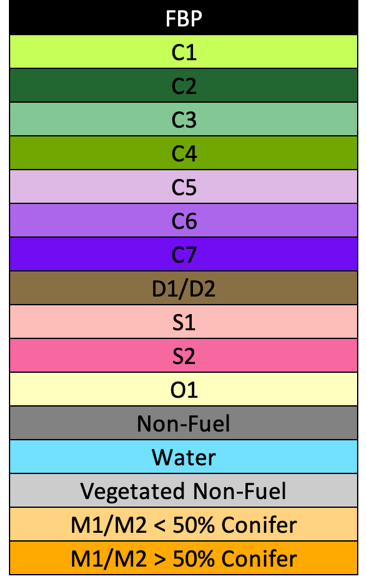 FBP
C1
C2
C3
C4
C5
C6
C7
D1/D2
S1
S2
O1
Non-Fuel
Water
Vegetated Non-Fuel
M1/M2 < 50% Conifer
M1/M2 > 50% Conifer